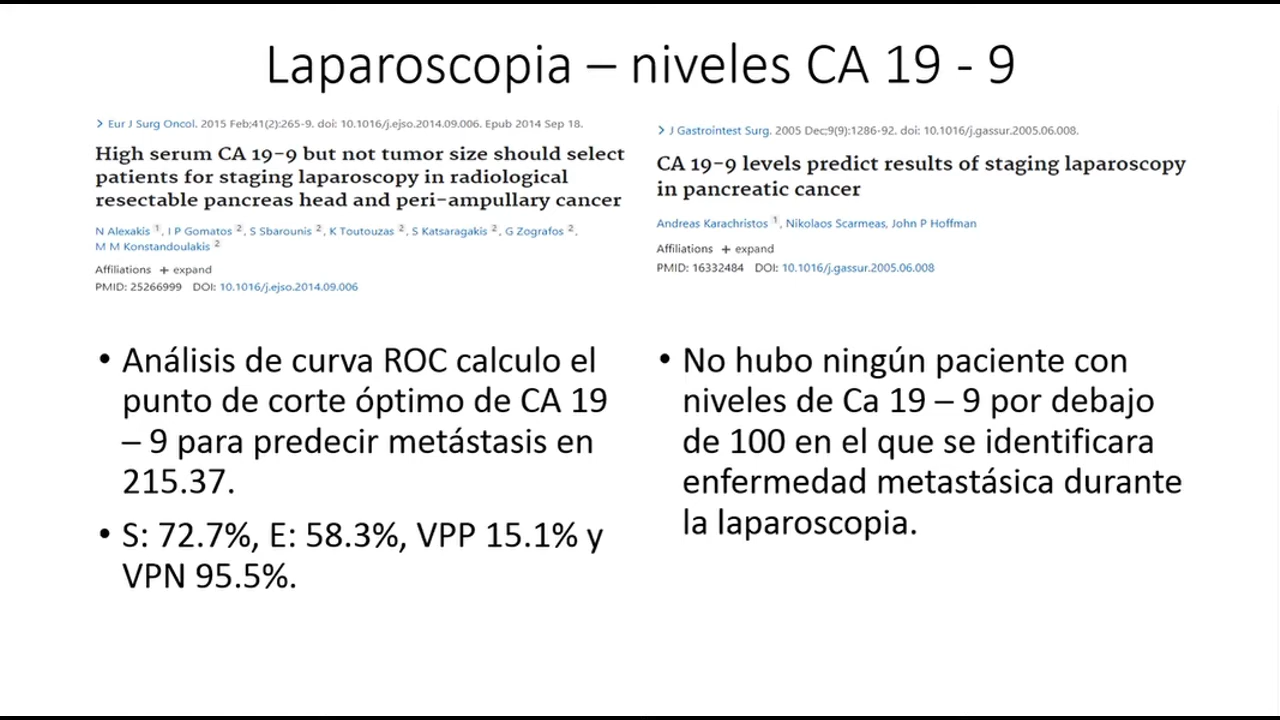 Laparoscopia – niveles CA 19 - 9
> Eur J Surg Oncol. 2015 Feb;41(2):265-9. doi: 10.1016/j.ejso.2014.09.006. Epub 2014 Sep 18.
High serum CA 19-9 but not tumor size should select
patients for staging laparoscopy in radiological
resectable pancreas head and peri-ampullary cancer
N Alexakis 1, I P Gomatos 2, S Sbarounis 2, K Toutouzas 2, S Katsaragakis 2, G Zografos 2,
M M Konstandoulakis 2
Affiliations + expand
PMID: 25266999 DOI: 10.1016/j.ejso.2014.09.006
• Análisis de curva ROC calculo el
punto de corte óptimo de CA 19
– 9 para predecir metástasis en
215.37.
• S: 72.7%, E: 58.3%, VPP 15.1% y
VPN 95.5%.
> J Gastrointest Surg. 2005 Dec;9(9):1286-92. doi: 10.1016/j.gassur.2005.06.008.
CA 19-9 levels predict results of staging laparoscopy
in pancreatic cancer
Andreas Karachristos 1, Nikolaos Scarmeas, John P Hoffman
Affiliations + expand
PMID: 16332484 DOI: 10.1016/j.gassur.2005.06.008
• No hubo ningún paciente con
niveles de Ca 19 – 9 por debajo
de 100 en el que se identificara
enfermedad metastásica durante
la laparoscopia.